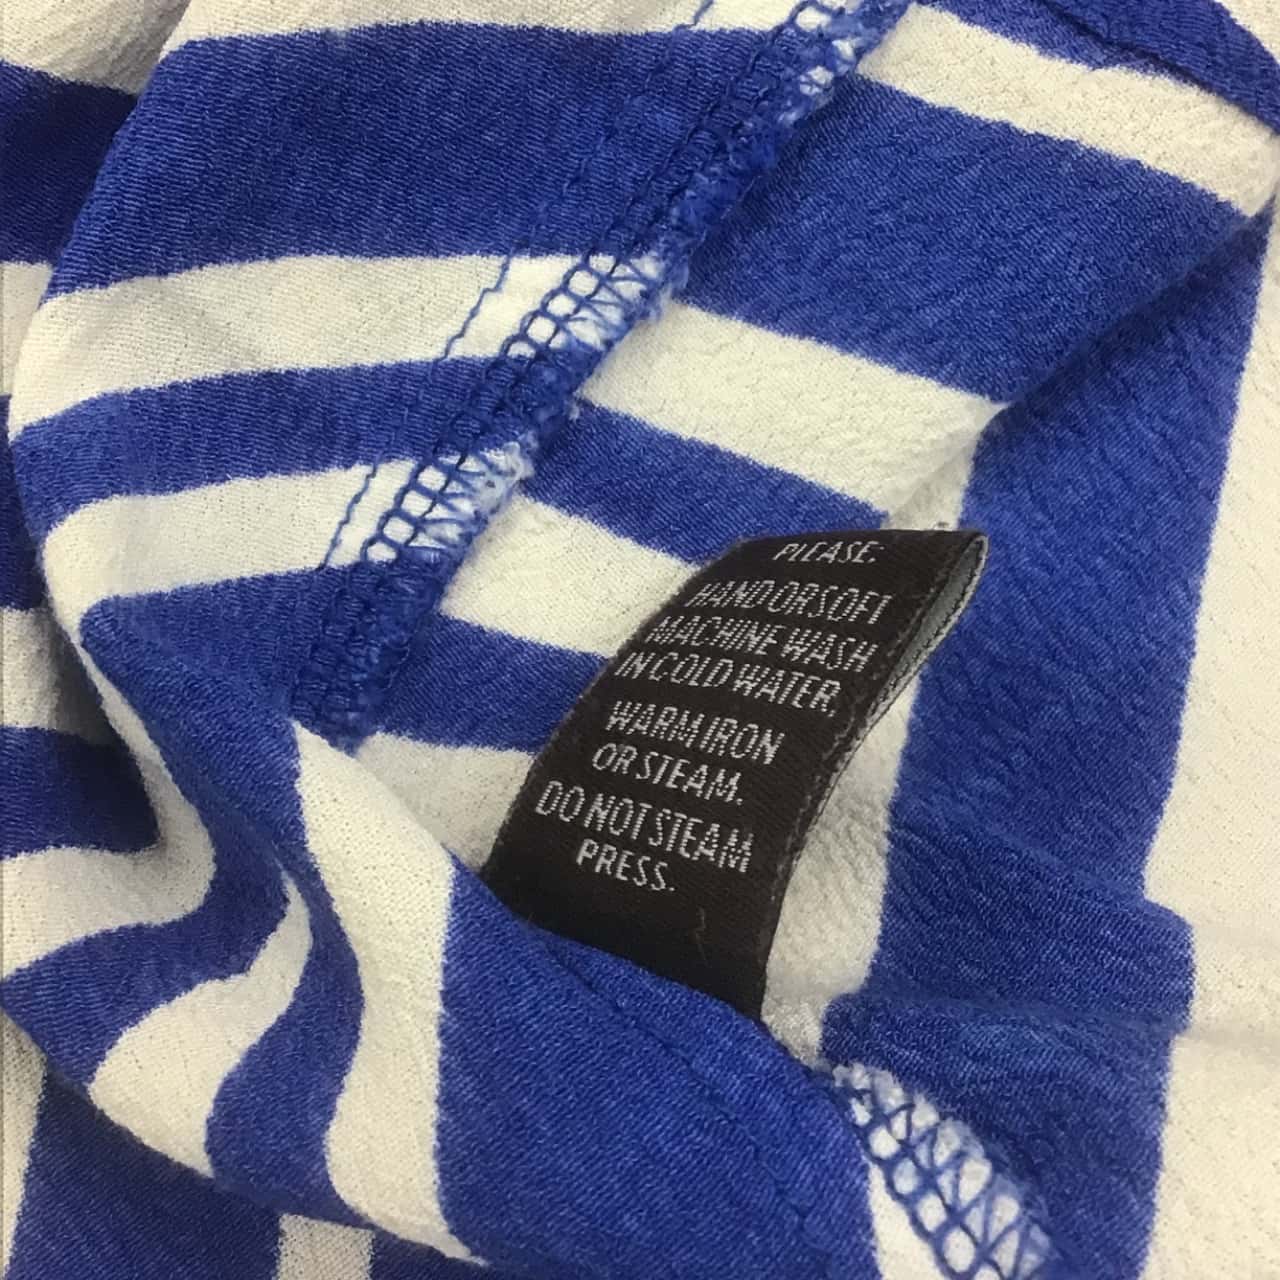 PLEASE:
HAND OR SOFT
MACHINE WASH
IN COLD WATER,
WARM IRON
OR STEAM.
DO NOT STEAM
PRESS.